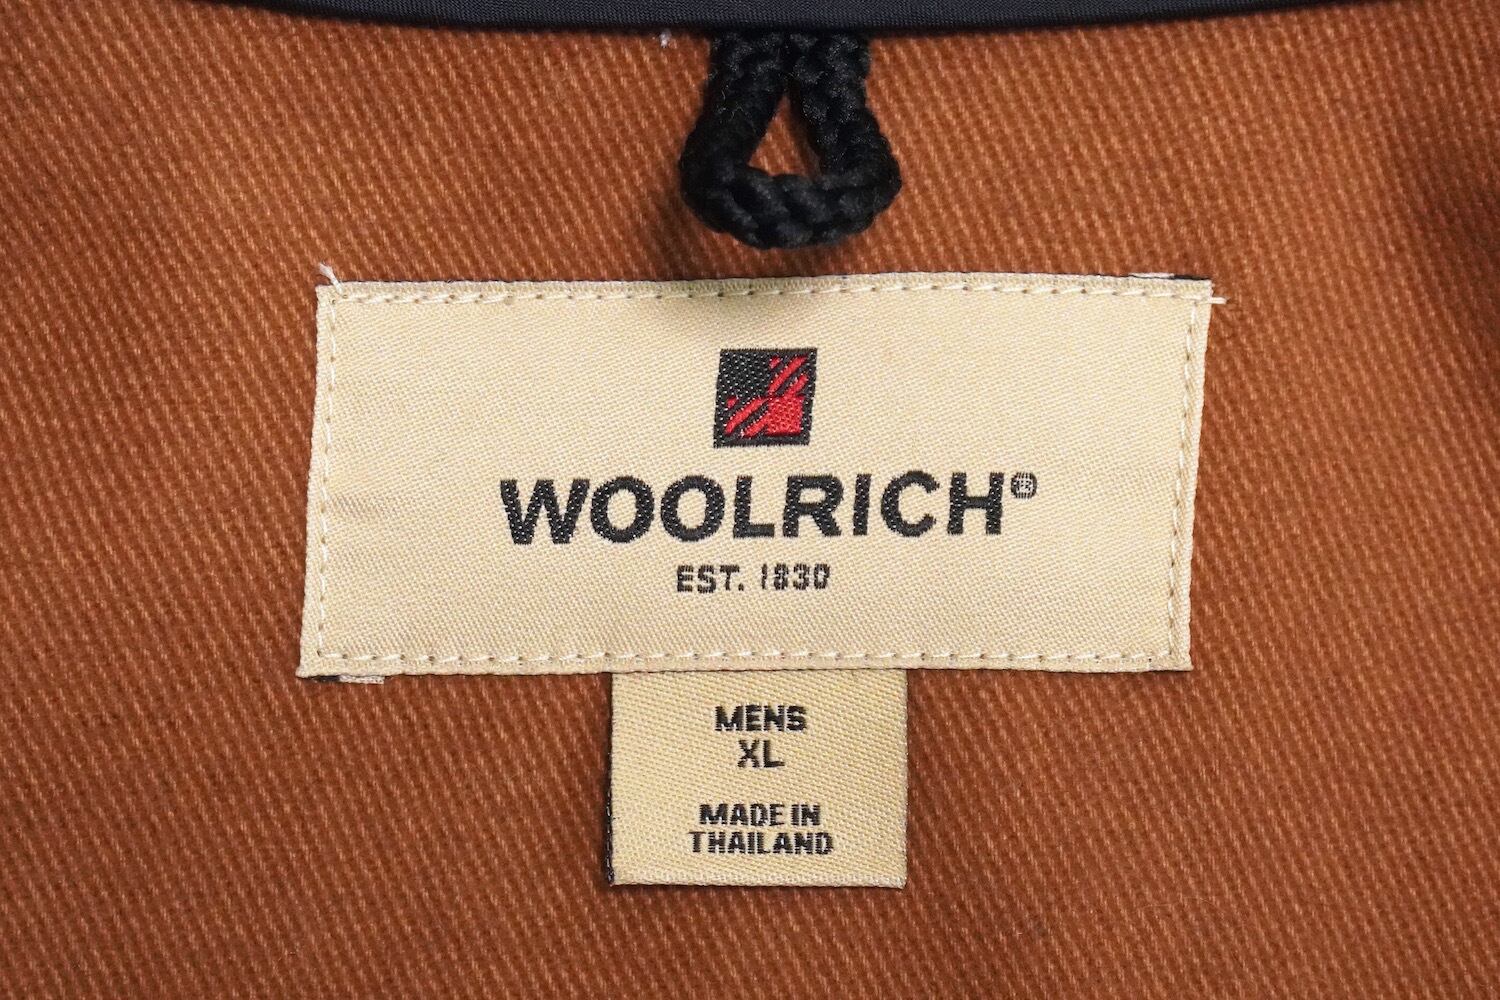 WOOLRICH®
EST. 1830
MENS
XL
MADE IN
THAILAND